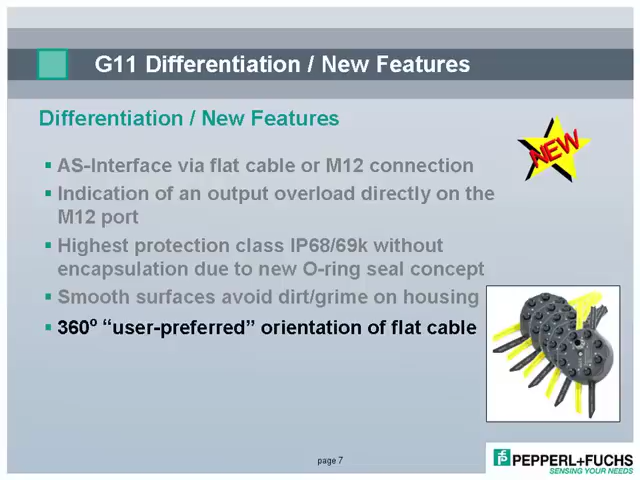 G11 Differentiation / New Features
Differentiation / New Features
NEW
▪ AS-Interface via flat cable or M12 connection
▪ Indication of an output overload directly on the
M12 port
▪ Highest protection class IP68/69k without
encapsulation due to new O-ring seal concept
▪ Smooth surfaces avoid dirt/grime on housing
▪ 360º “user-preferred” orientation of flat cable
page 7
PEPPERL+FUCHS
SENSING YOUR NEEDS